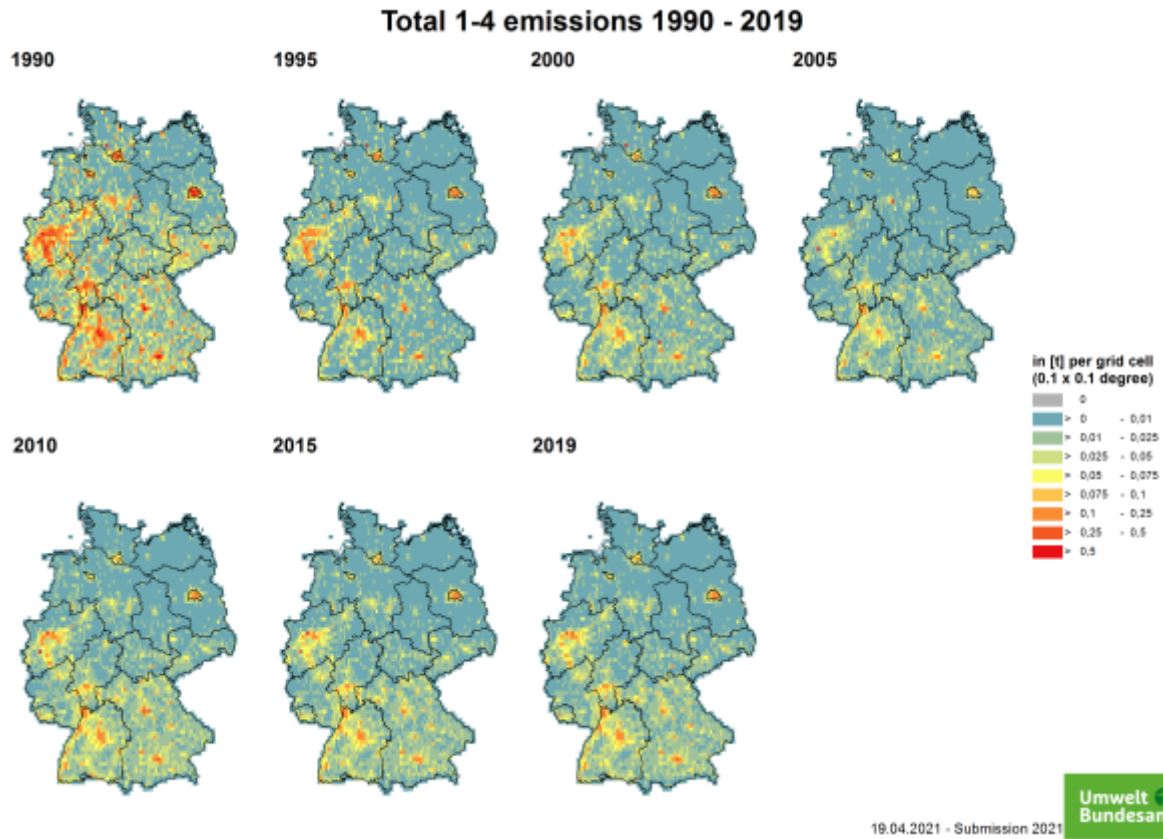 Total 1-4 emissions 1990 - 2019
1990
1995
2000
2005
in [t] per grid cell
(0.1 x 0.1 degree)
0
> 0 - 0,01
> 0,01 - 0,025
> 0,025 - 0,05
> 0,05 - 0,075
> 0,075 - 0,1
> 0,1 - 0,25
> 0,25 - 0,5
> 0,5
2010
2015
2019
Umwelt
Bundesam
19.04.2021 - Submission 2021